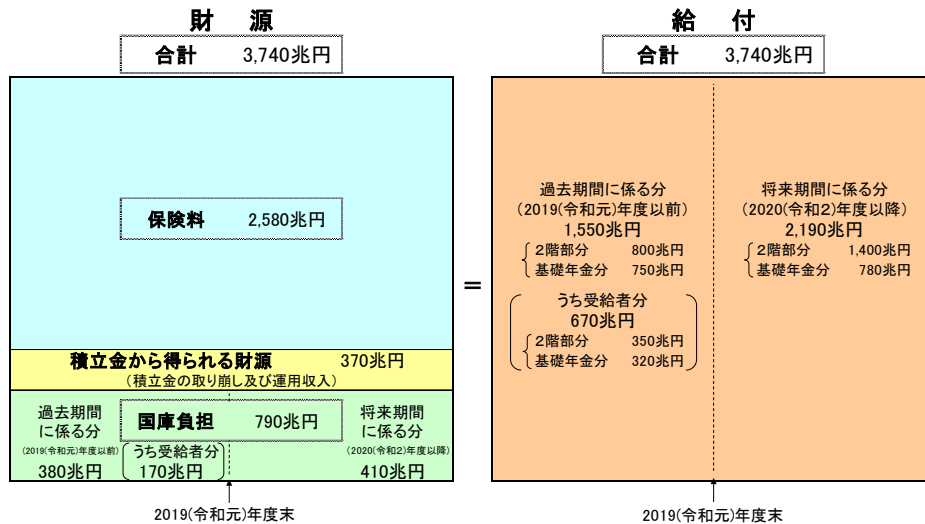 財 源
合計 3,740兆円
保険料 2,580兆円
積立金から得られる財源 370兆円
(積立金の取り崩し及び運用収入)
国庫負担 790兆円
過去期間
に係る分
(2019(令和元)年度以前)
380兆円
うち受給者分
170兆円
将来期間
に係る分
(2020(令和2)年度以降)
410兆円
2019(令和元)年度末
=
給 付
合計 3,740兆円
過去期間に係る分
(2019(令和元)年度以前)
1,550兆円
2階部分 800兆円
基礎年金分 750兆円
うち受給者分
670兆円
2階部分 350兆円
基礎年金分 320兆円
将来期間に係る分
(2020(令和2)年度以降)
2,190兆円
2階部分 1,400兆円
基礎年金分 780兆円
2019(令和元)年度末